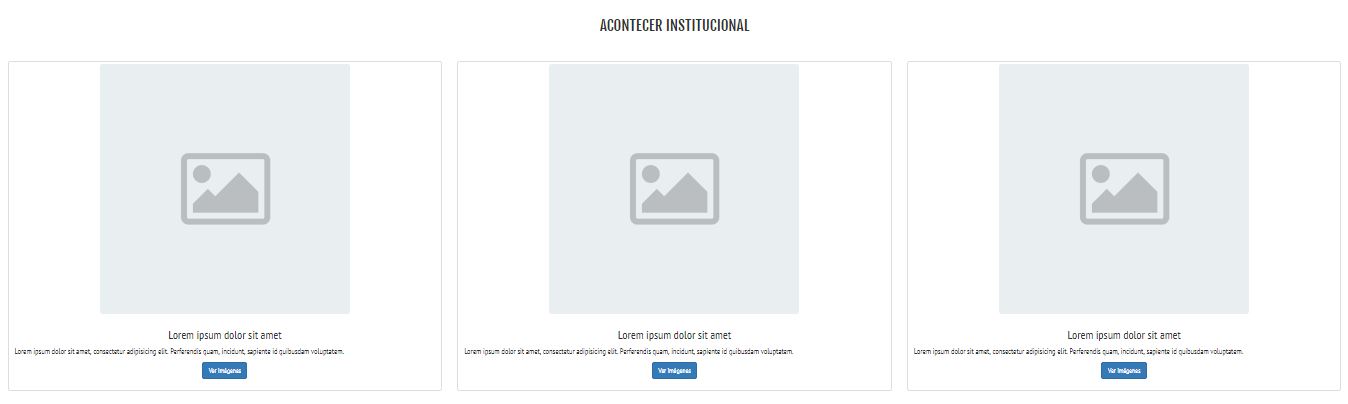 ACONTECER INSTITUCIONAL
Lorem ipsum dolor sit amet
Lorem ipsum dolor sit amet, consectetur adipisicing elit. Perferendis quam, incidunt, sapiente id quibusdam voluptatem.
Ver Imágenes
Lorem ipsum dolor sit amet
Lorem ipsum dolor sit amet, consectetur adipisicing elit. Perferendis quam, incidunt, sapiente id quibusdam voluptatem.
Ver Imágenes
Lorem ipsum dolor sit amet
Lorem ipsum dolor sit amet, consectetur adipisicing elit. Perferendis quam, incidunt, sapiente id quibusdam voluptatem.
Ver Imágenes